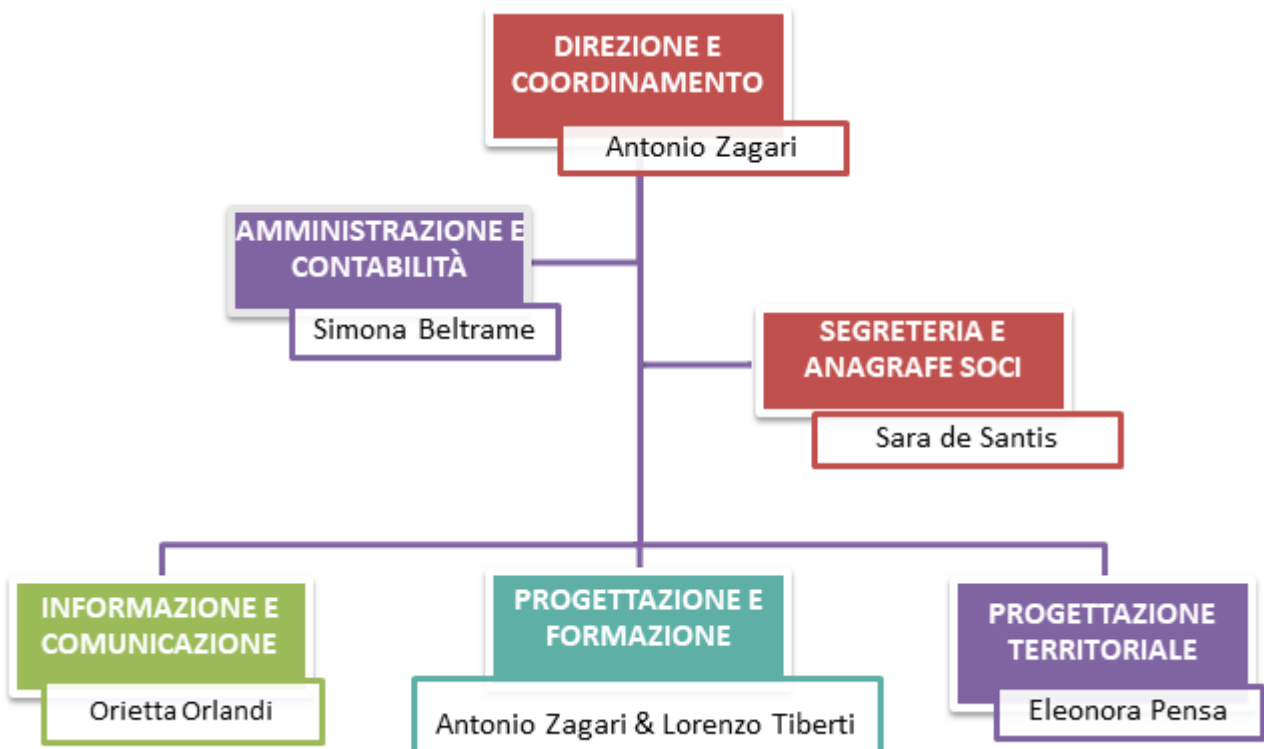 DIREZIONE E
COORDINAMENTO
Antonio Zagari
AMMINISTRAZIONE E
CONTABILITÀ
Simona Beltrame
SEGRETERIA E
ANAGRAFE SOCI
Sara de Santis
INFORMAZIONE E
COMUNICAZIONE
Orietta Orlandi
PROGETTAZIONE E
FORMAZIONE
Antonio Zagari & Lorenzo Tiberti
PROGETTAZIONE
TERRITORIALE
Eleonora Pensa